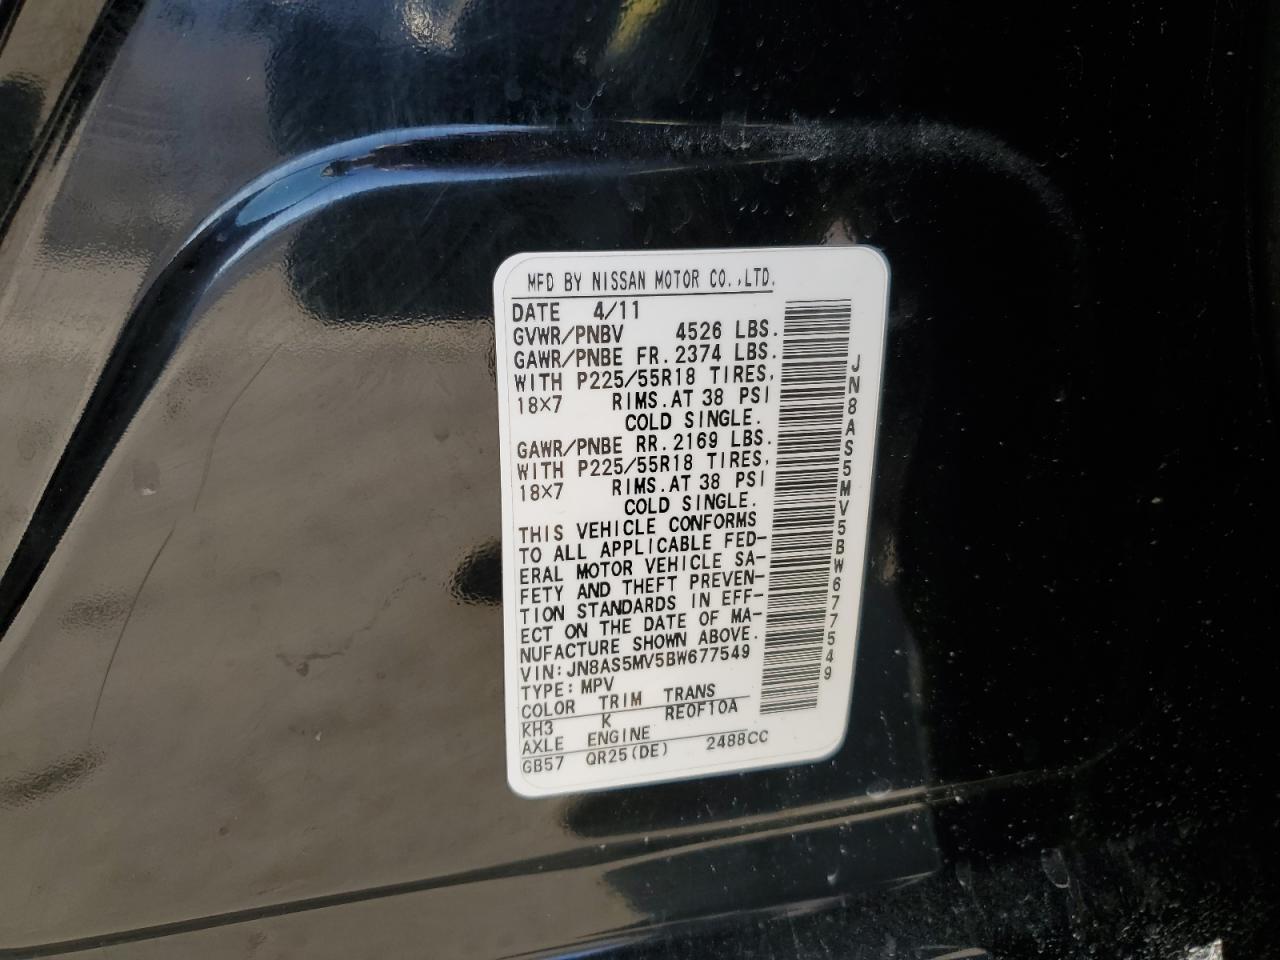 MFD BY NISSAN MOTOR CO.,LTD.
DATE 4/11
GVWR/PNBV 4526 LBS.
GAWR/PNBE FR. 2374 LBS.
WITH P225/55R18 TIRES,
18×7 RIMS.AT 38 PSI
COLD SINGLE.
GAWR/PNBE RR. 2169 LBS.
WITH P225/55R18 TIRES,
18×7 RIMS.AT 38 PSI
COLD SINGLE.
THIS VEHICLE CONFORMS
TO ALL APPLICABLE FED-
ERAL MOTOR VEHICLE SA-
FETY AND THEFT PREVEN-
TION STANDARDS IN EFF-
ECT ON THE DATE OF MA-
NUFACTURE SHOWN ABOVE.
VIN:JN8AS5MV5BW677549
TYPE:MPV
COLOR TRIM TRANS
KH3 K RE0F10A
AXLE ENGINE
GB57 QR25(DE) 2488CC
JN8AS5MV5BW677549